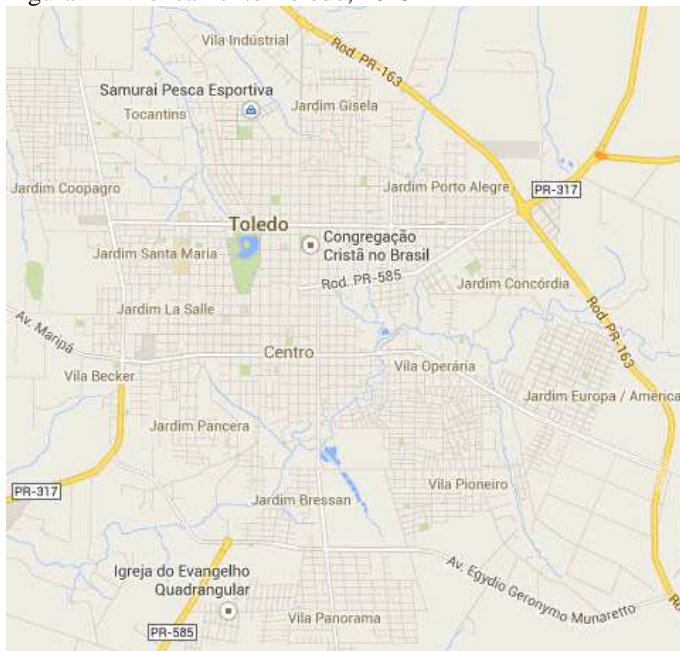 Vila Indústrial
Rod. PR-163
Samurai Pesca Esportiva
Tocantins
Jardim Gisela
Jardim Coopagro
Jardim Porto Alegre
PR-317
Toledo
Congregação
Cristã no Brasil
Jardim Santa Maria
Rod. PR-585
Jardim Concórdia
Jardim La Salle
Av. Maripá
Rod. PR-163
Centro
Vila Operária
Vila Becker
Jardim Europa / América
Jardim Pancera
PR-317
Vila Pioneiro
Jardim Bressan
Igreja do Evangelho
Quadrangular
Av. Egydio Geronymo Munaretto
Vila Panorama
PR-585